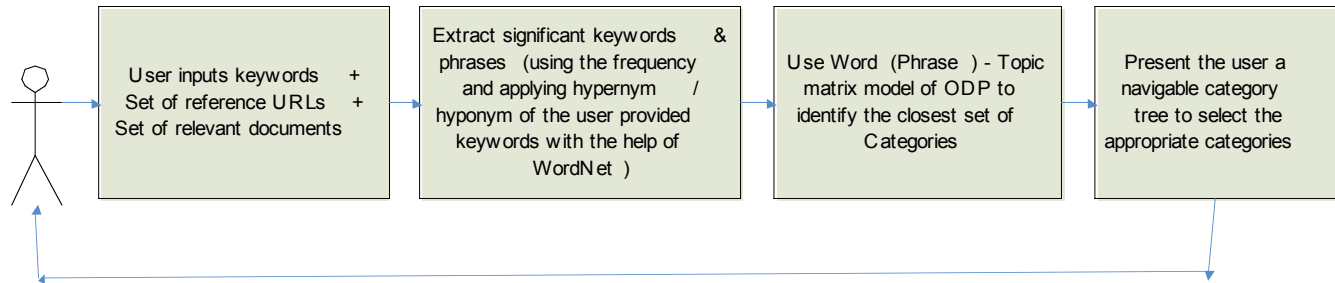 User inputs keywords +
Set of reference URLs +
Set of relevant documents
Extract significant keywords &
phrases (using the frequency
and applying hypernym /
hyponym of the user provided
keywords with the help of
WordNet )
Use Word (Phrase ) - Topic
matrix model of ODP to
identify the closest set of
Categories
Present the user a
navigable category
tree to select the
appropriate categories